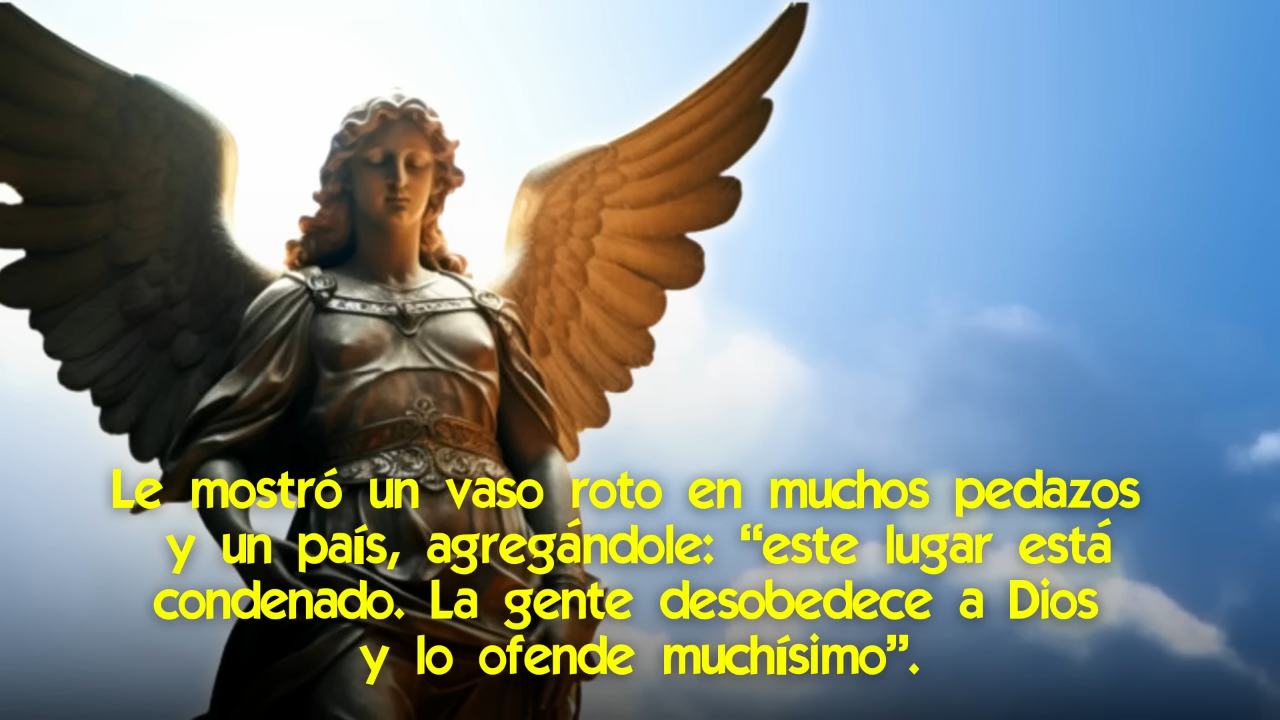 Le mostró un vaso roto en muchos pedazos
y un país, agregándole: “este lugar está
condenado. La gente desobedece a Dios
y lo ofende muchísimo”.